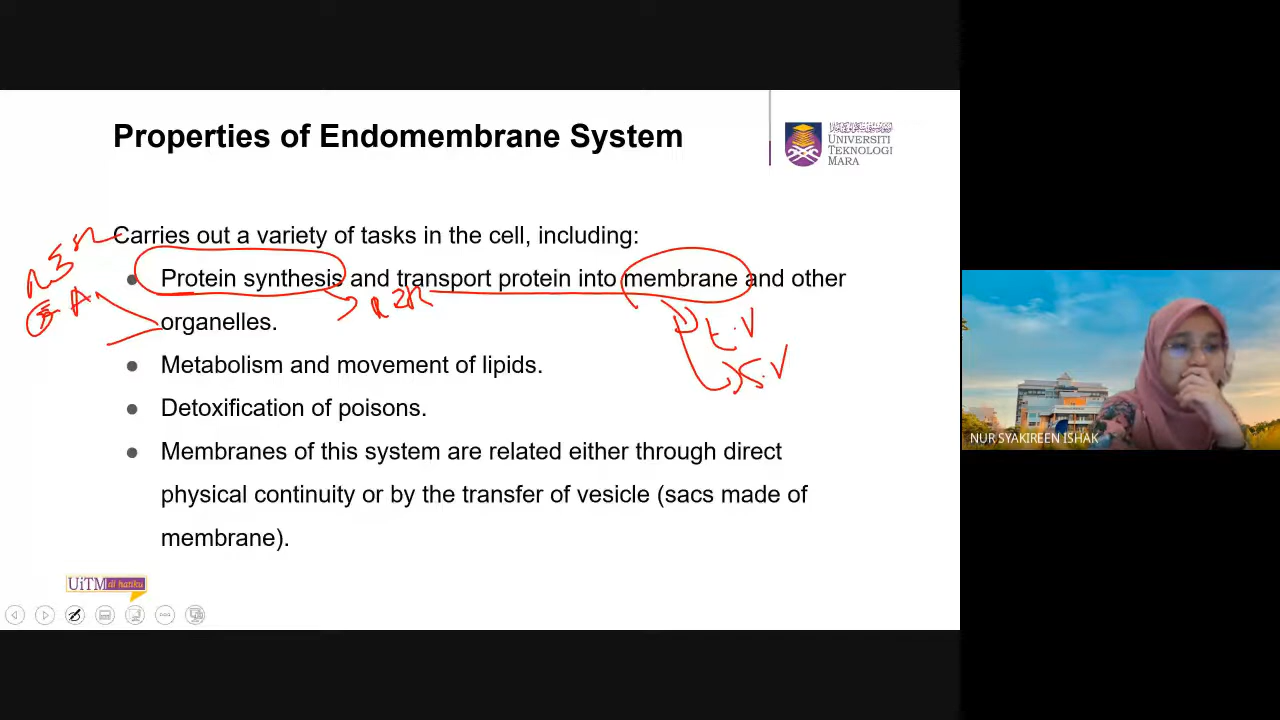 Properties of Endomembrane System
UNIVERSITI
TEKNOLOGI
MARA
Carries out a variety of tasks in the cell, including:
● Protein synthesis and transport protein into membrane and other
organelles.
RER
t.v
S.V
● Metabolism and movement of lipids.
● Detoxification of poisons.
● Membranes of this system are related either through direct
physical continuity or by the transfer of vesicle (sacs made of
membrane).
UiTM di hatiku
NUR SYAKIREEN ISHAK